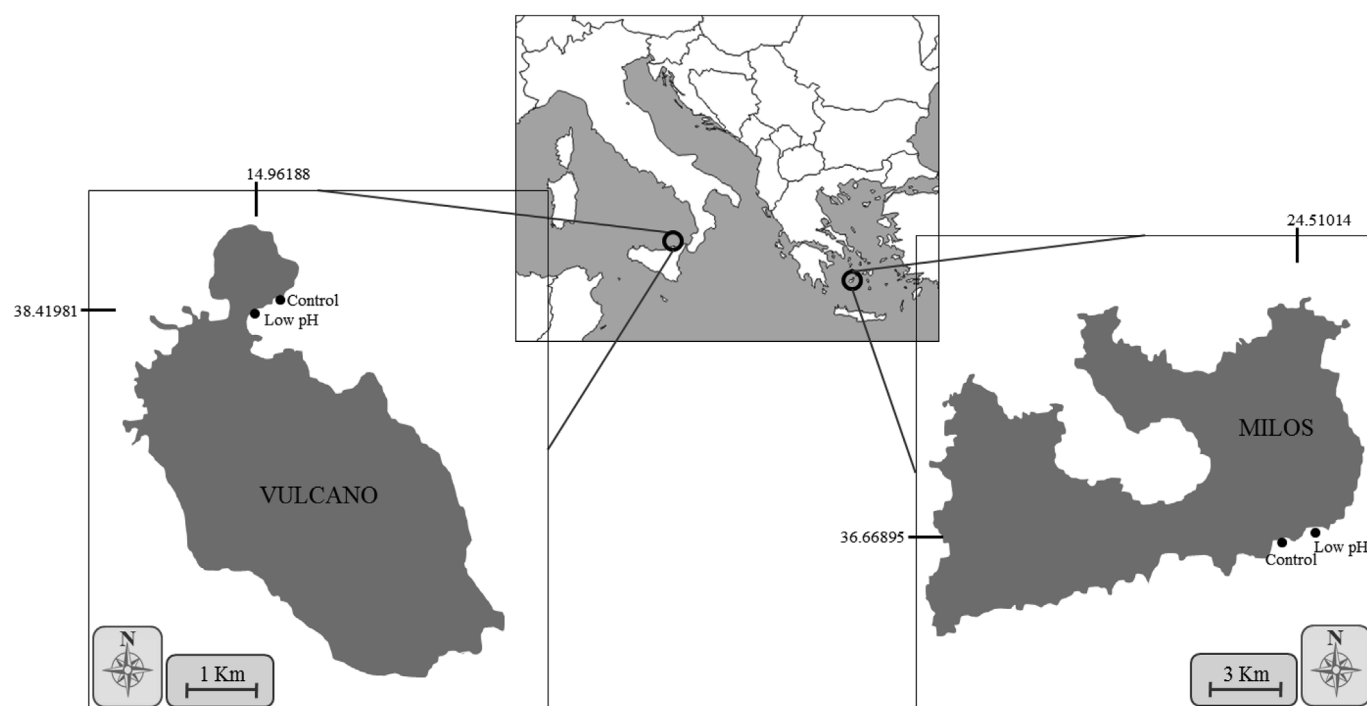 14.96188
38.41981
Control
Low pH
VULCANO
N
1 Km
24.51014
MILOS
36.66895
Low pH
Control
N
3 Km